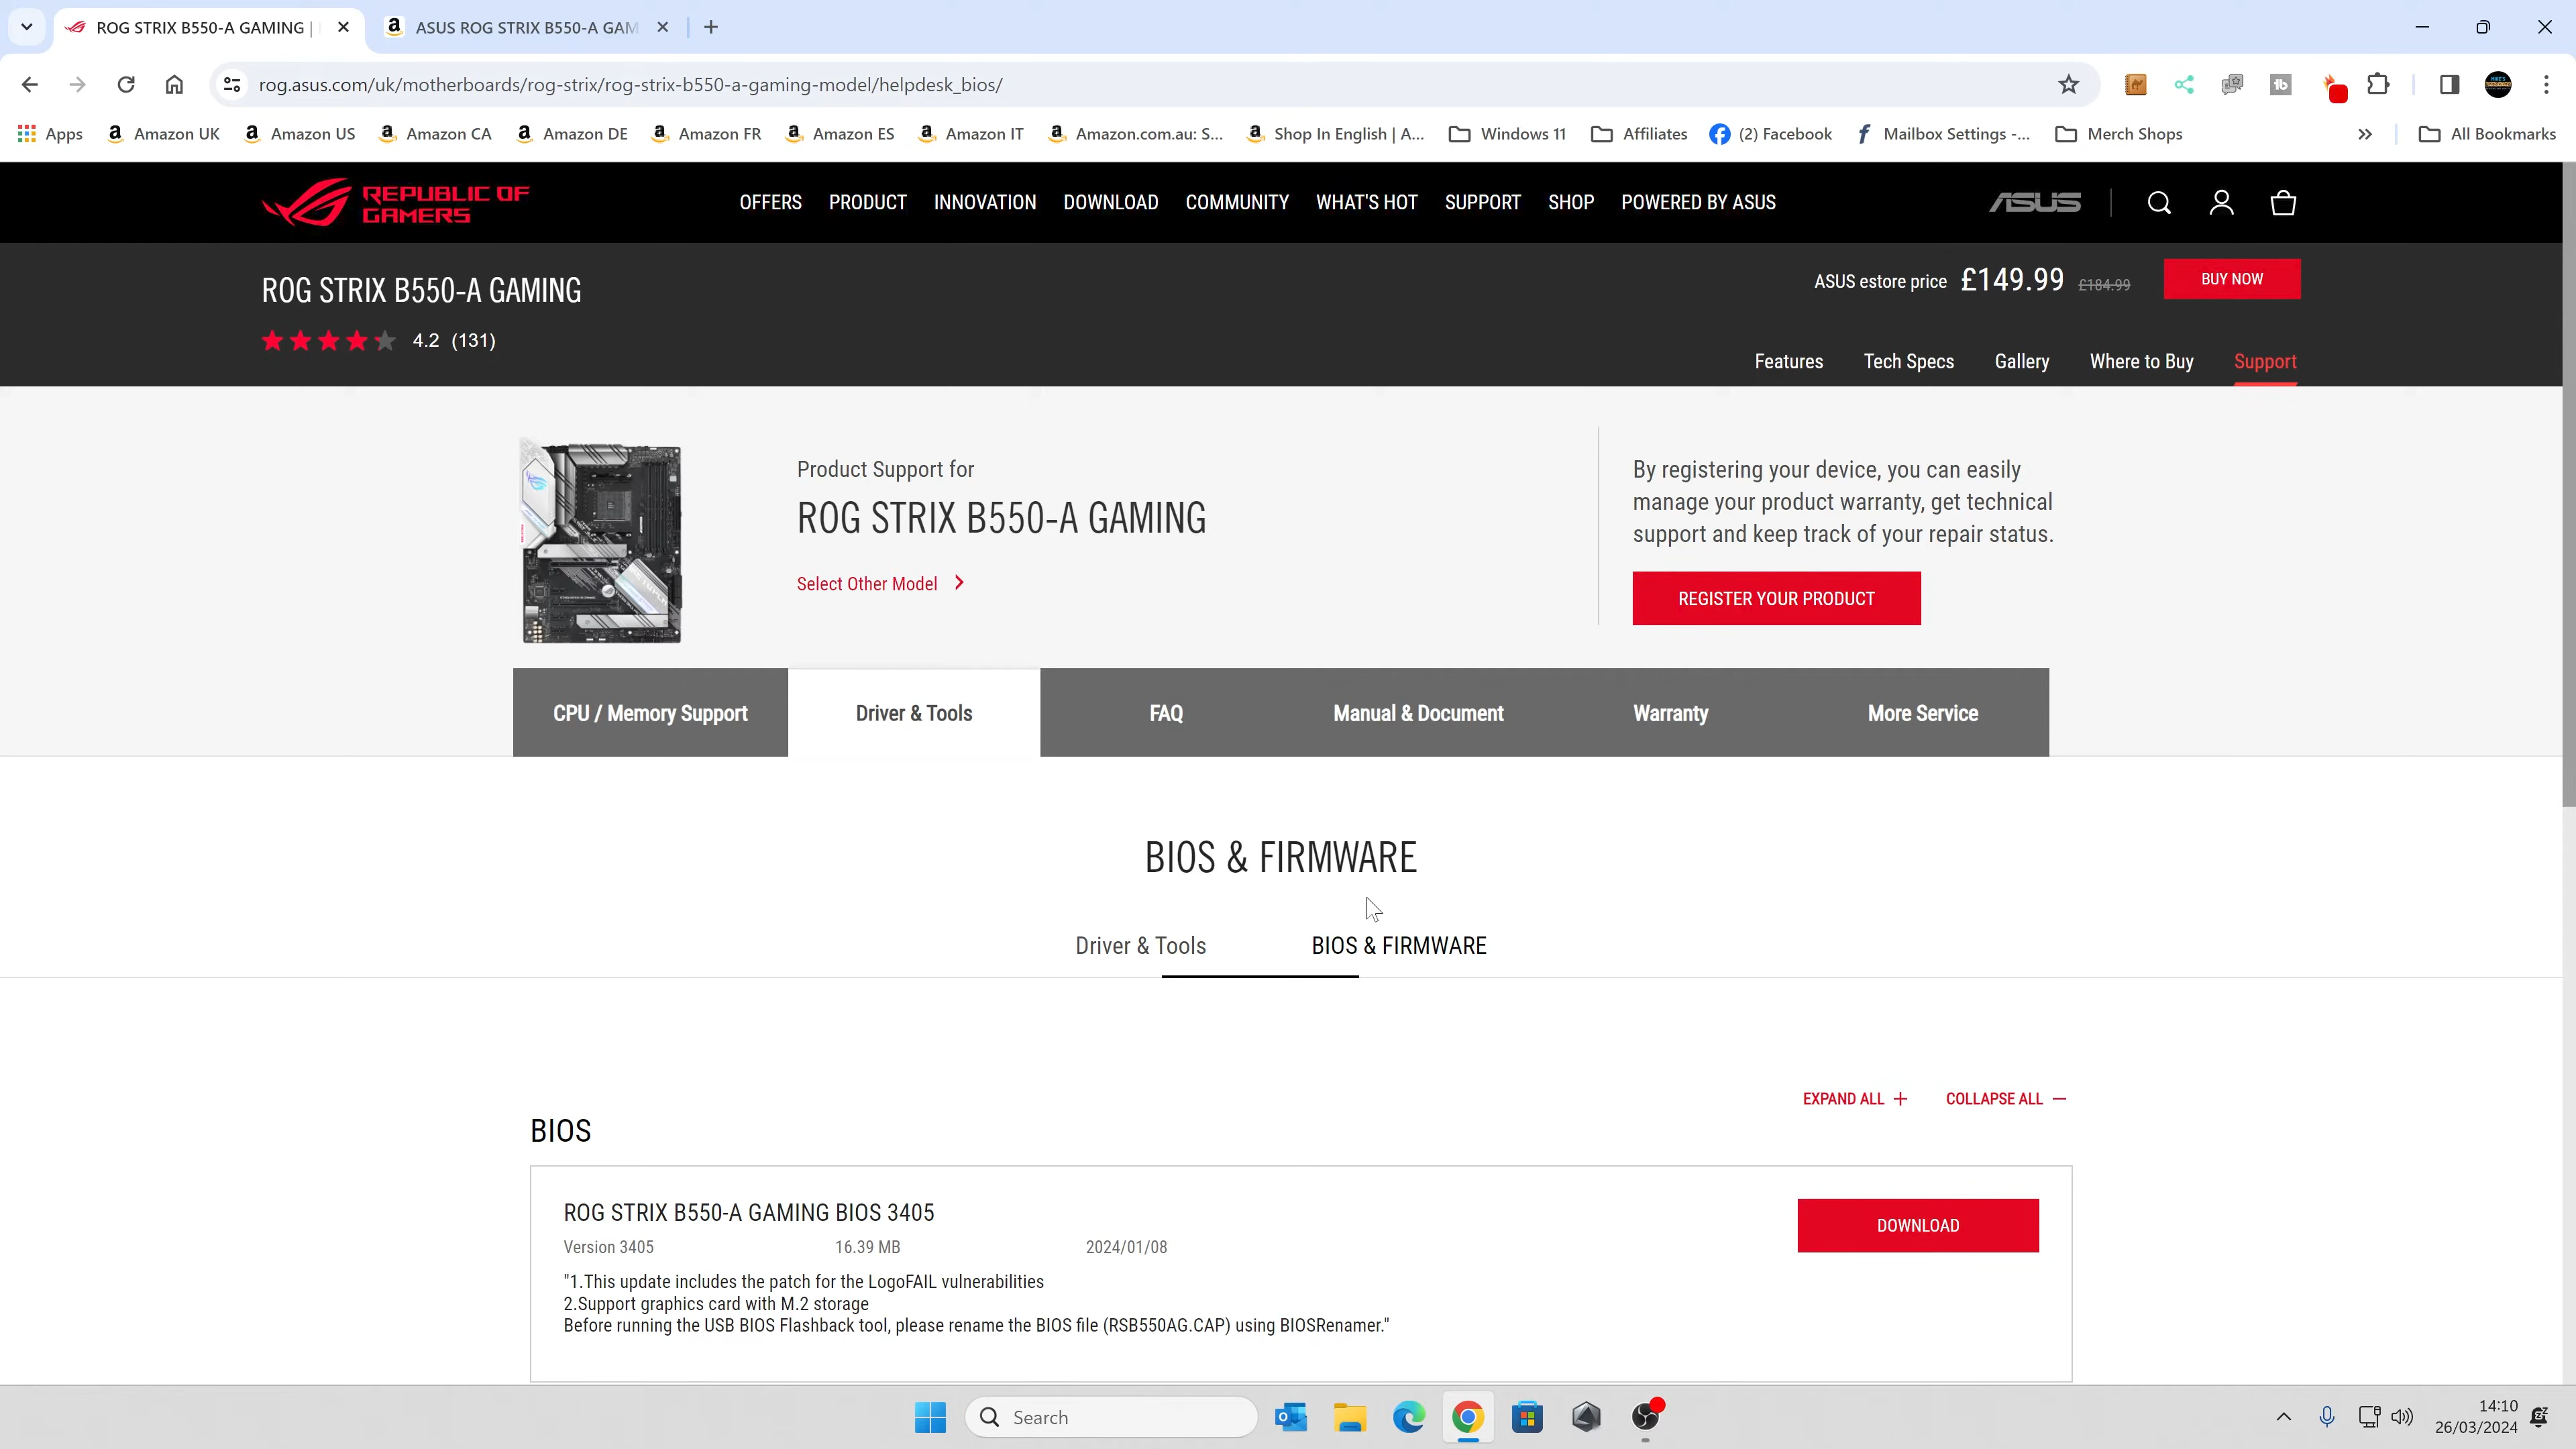 ROG STRIX B550-A GAMING |
ASUS ROG STRIX B550-A GAM
rog.asus.com/uk/motherboards/rog-strix/rog-strix-b550-a-gaming-model/helpdesk_bios/
Apps
Amazon UK
Amazon US
Amazon CA
Amazon DE
Amazon FR
Amazon ES
Amazon IT
Amazon.com.au: S...
Shop In English | A...
Windows 11
Affiliates
(2) Facebook
Mailbox Settings -...
Merch Shops
All Bookmarks
REPUBLIC OF
GAMERS
OFFERS
PRODUCT
INNOVATION
DOWNLOAD
COMMUNITY
WHAT'S HOT
SUPPORT
SHOP
POWERED BY ASUS
ASUS
ROG STRIX B550-A GAMING
ASUS estore price £149.99 £184.99
BUY NOW
4.2 (131)
Features
Tech Specs
Gallery
Where to Buy
Support
Product Support for
ROG STRIX B550-A GAMING
Select Other Model
By registering your device, you can easily
manage your product warranty, get technical
support and keep track of your repair status.
REGISTER YOUR PRODUCT
CPU / Memory Support
Driver & Tools
FAQ
Manual & Document
Warranty
More Service
BIOS & FIRMWARE
Driver & Tools
BIOS & FIRMWARE
EXPAND ALL +
COLLAPSE ALL −
BIOS
ROG STRIX B550-A GAMING BIOS 3405
DOWNLOAD
Version 3405
16.39 MB
2024/01/08
"1.This update includes the patch for the LogoFAIL vulnerabilities
2.Support graphics card with M.2 storage
Before running the USB BIOS Flashback tool, please rename the BIOS file (RSB550AG.CAP) using BIOSRenamer."
Search
14:10
26/03/2024